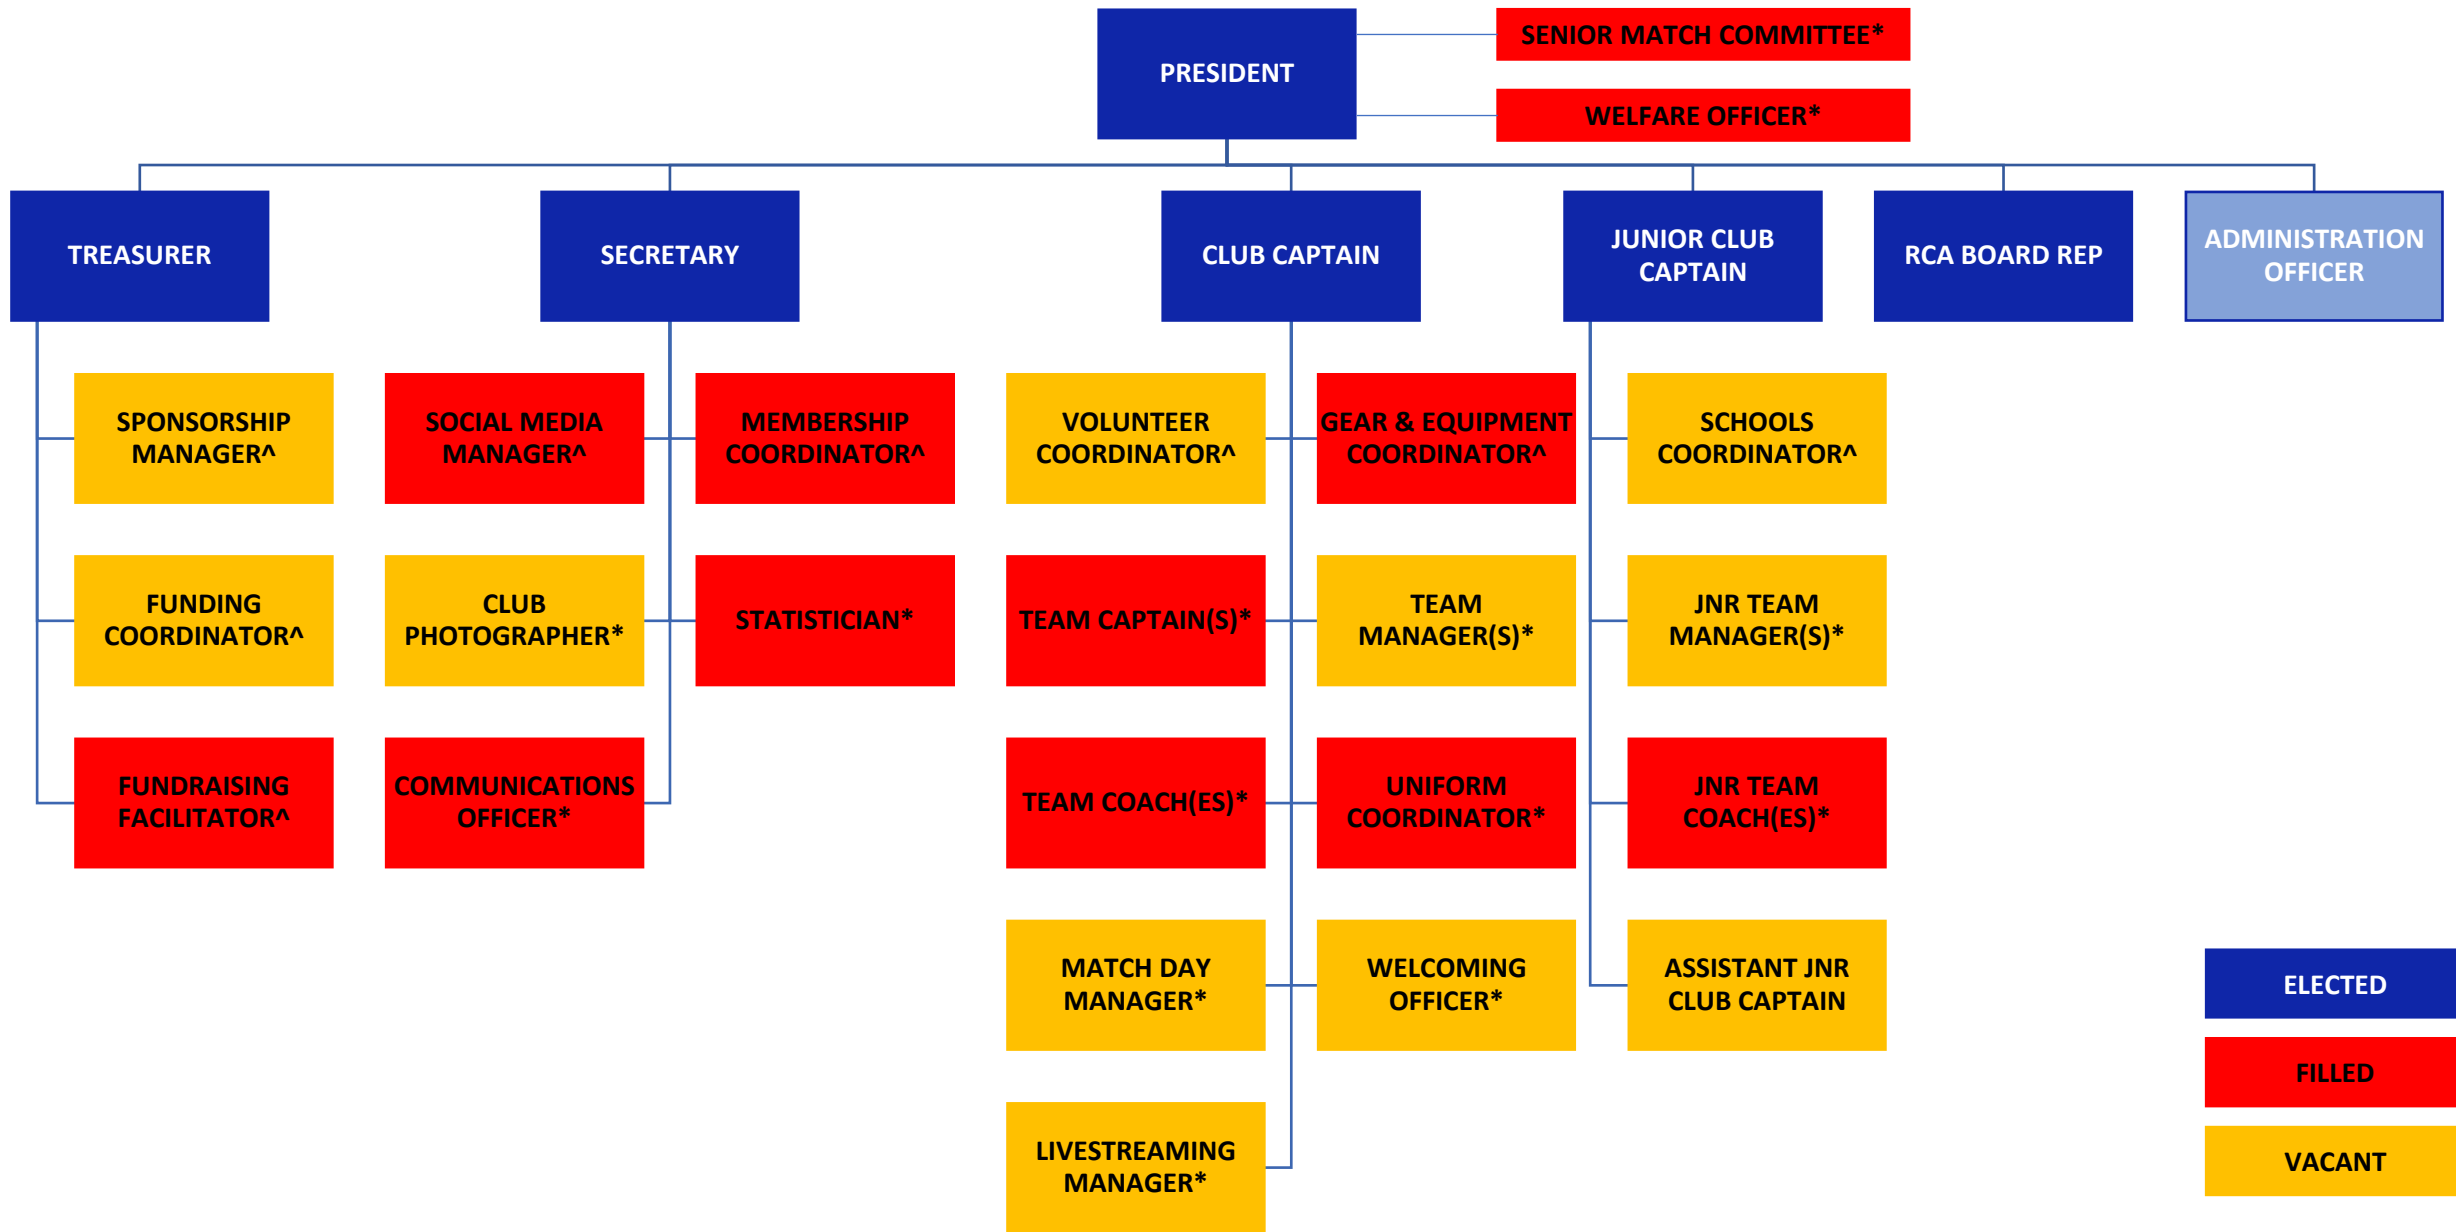 PRESIDENT
SENIOR MATCH COMMITTEE*
WELFARE OFFICER*
TREASURER
SECRETARY
CLUB CAPTAIN
JUNIOR CLUB
CAPTAIN
RCA BOARD REP
ADMINISTRATION
OFFICER
SPONSORSHIP
MANAGER^
SOCIAL MEDIA
MANAGER^
MEMBERSHIP
COORDINATOR^
VOLUNTEER
COORDINATOR^
GEAR & EQUIPMENT
COORDINATOR^
SCHOOLS
COORDINATOR^
FUNDING
COORDINATOR^
CLUB
PHOTOGRAPHER*
STATISTICIAN*
TEAM CAPTAIN(S)*
TEAM
MANAGER(S)*
JNR TEAM
MANAGER(S)*
FUNDRAISING
FACILITATOR^
COMMUNICATIONS
OFFICER*
TEAM COACH(ES)*
UNIFORM
COORDINATOR*
JNR TEAM
COACH(ES)*
MATCH DAY
MANAGER*
WELCOMING
OFFICER*
ASSISTANT JNR
CLUB CAPTAIN
LIVESTREAMING
MANAGER*
ELECTED
FILLED
VACANT